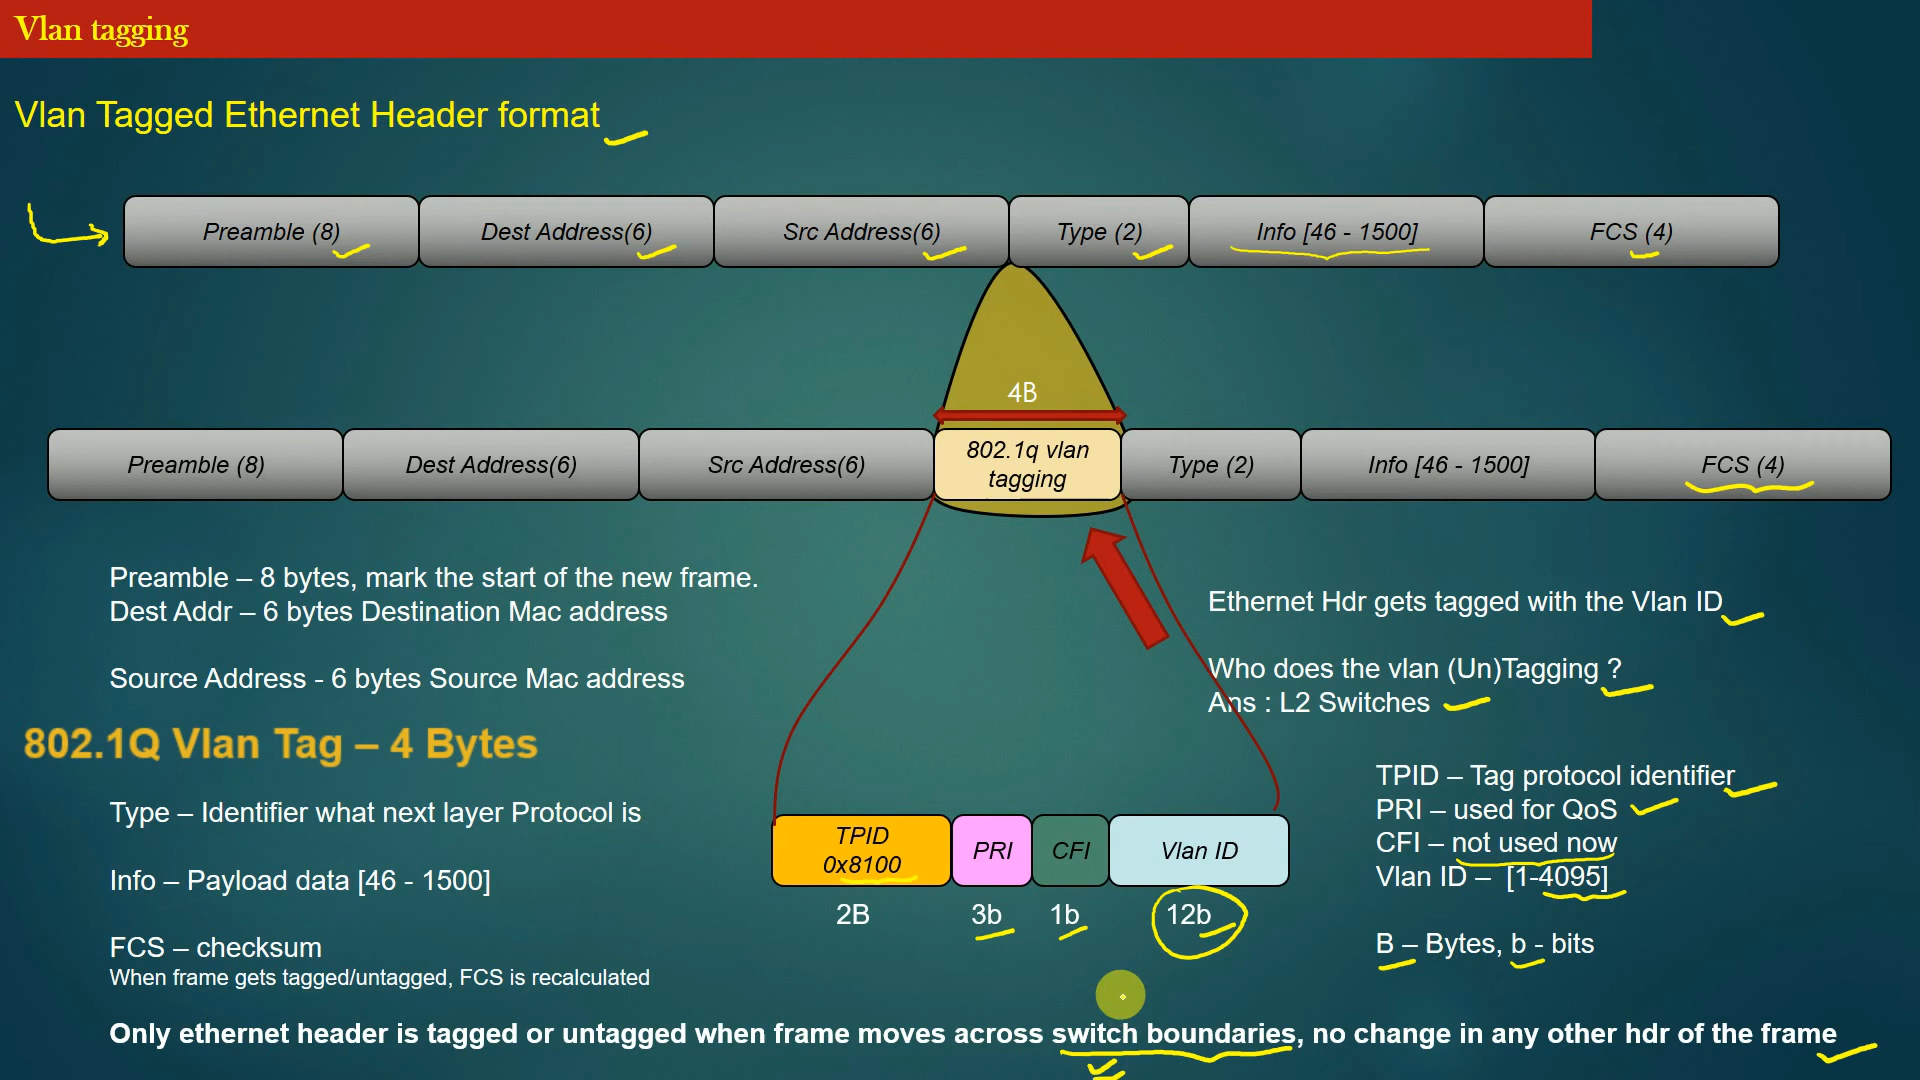 Vlan tagging
Vlan Tagged Ethernet Header format
Preamble (8) Dest Address(6) Src Address(6) Type (2) Info [46 - 1500] FCS (4)
4B
Preamble (8) Dest Address(6) Src Address(6) 802.1q vlan tagging Type (2) Info [46 - 1500] FCS (4)
Preamble – 8 bytes, mark the start of the new frame.
Dest Addr – 6 bytes Destination Mac address
Source Address - 6 bytes Source Mac address
802.1Q Vlan Tag – 4 Bytes
Type – Identifier what next layer Protocol is
Info – Payload data [46 - 1500]
FCS – checksum
When frame gets tagged/untagged, FCS is recalculated
TPID 0x8100 PRI CFI Vlan ID
2B 3b 1b 12b
Ethernet Hdr gets tagged with the Vlan ID
Who does the vlan (Un)Tagging ?
Ans : L2 Switches
TPID – Tag protocol identifier
PRI – used for QoS
CFI – not used now
Vlan ID – [1-4095]
B – Bytes, b - bits
Only ethernet header is tagged or untagged when frame moves across switch boundaries, no change in any other hdr of the frame